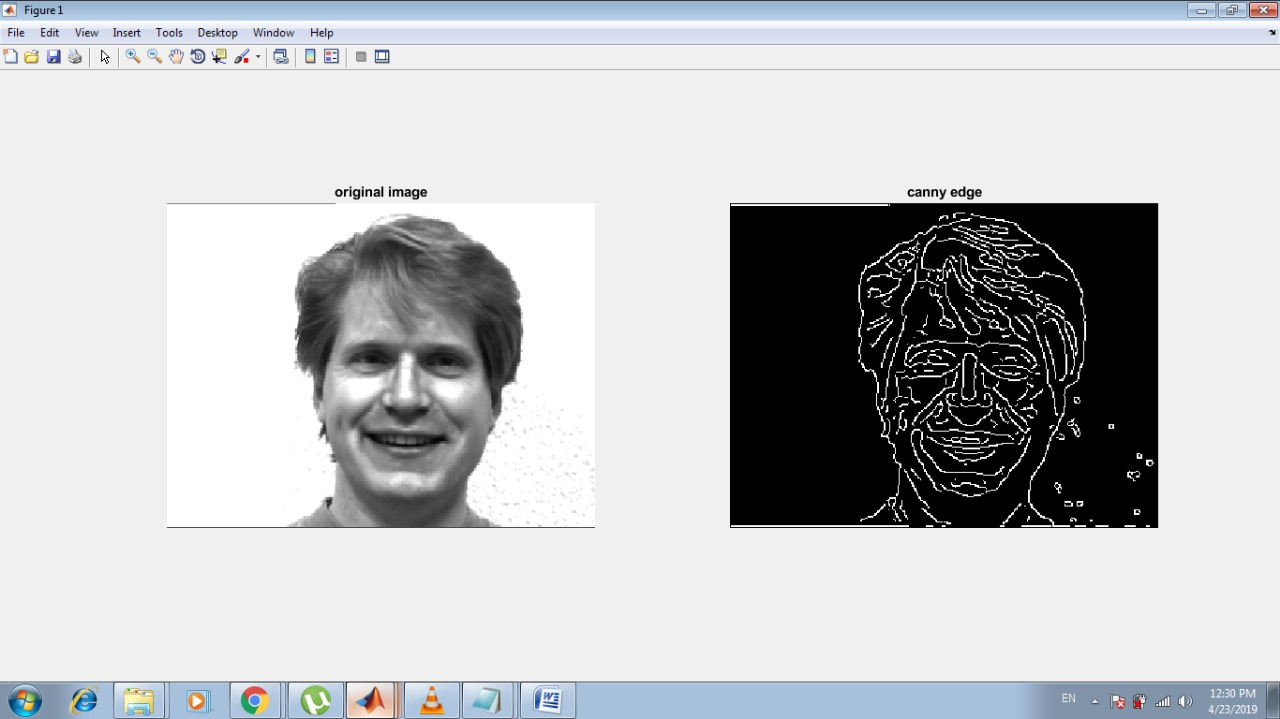 Figure 1
File Edit View Insert Tools Desktop Window Help
original image
canny edge
EN
12:30 PM
4/23/2019